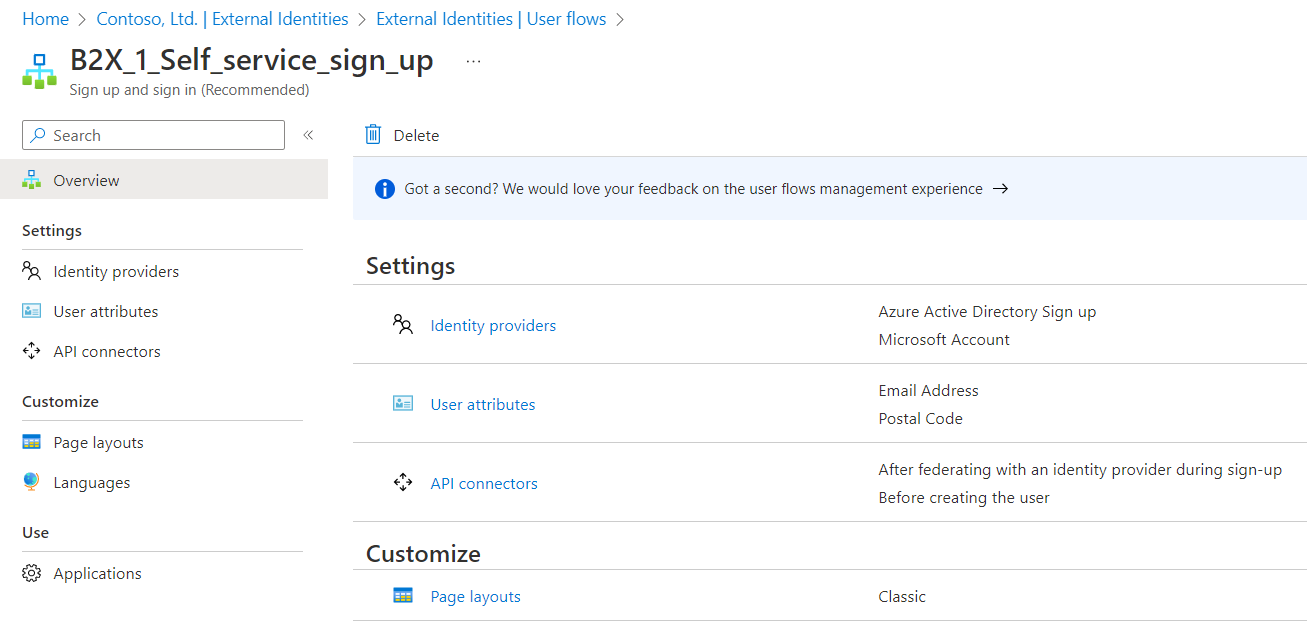 Home > Contoso, Ltd. | External Identities > External Identities | User flows >
B2X_1_Self_service_sign_up ...
Sign up and sign in (Recommended)
Search «
Overview
Settings
Identity providers
User attributes
API connectors
Customize
Page layouts
Languages
Use
Applications
Delete
Got a second? We would love your feedback on the user flows management experience →
Settings
Identity providers
Azure Active Directory Sign up
Microsoft Account
User attributes
Email Address
Postal Code
API connectors
After federating with an identity provider during sign-up
Before creating the user
Customize
Page layouts
Classic